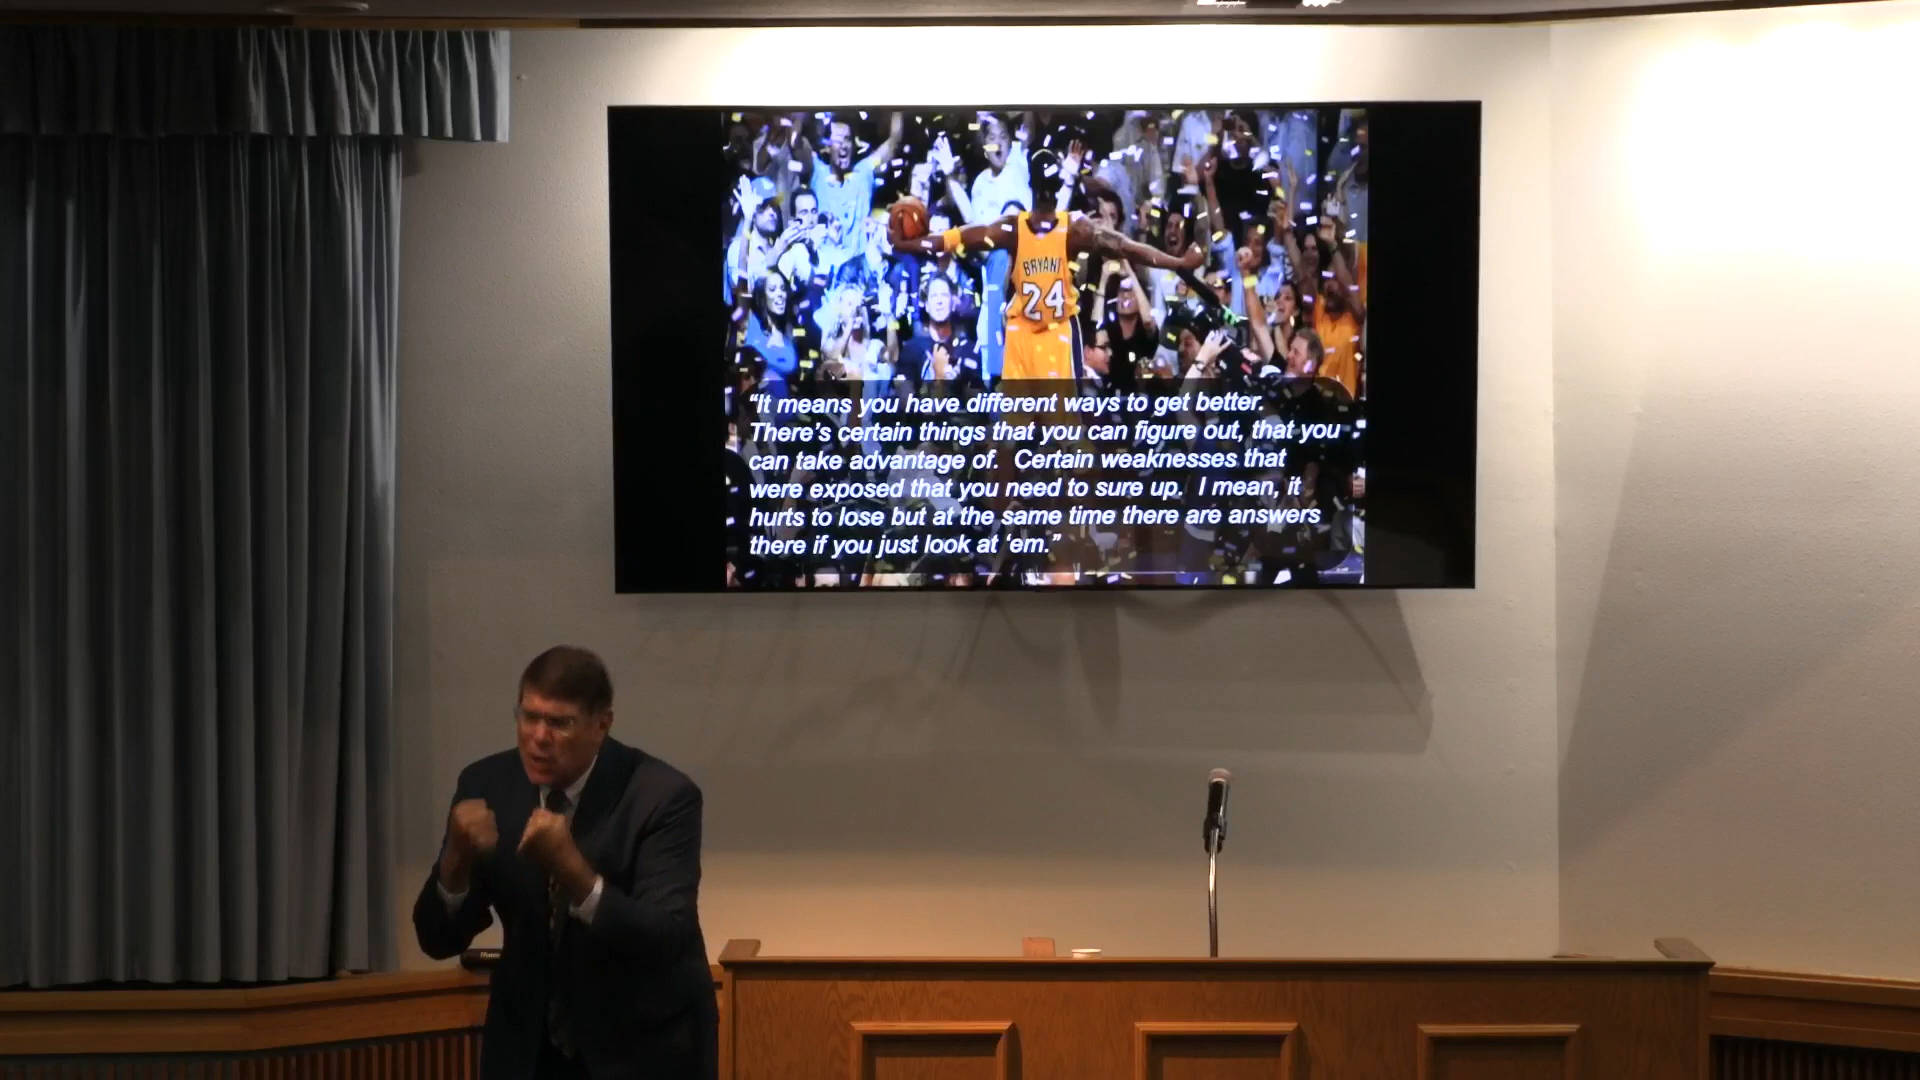 BRYANT
24
“It means you have different ways to get better.
There’s certain things that you can figure out, that you
can take advantage of.  Certain weaknesses that
were exposed that you need to sure up.  I mean, it
hurts to lose but at the same time there are answers
there if you just look at ‘em.”